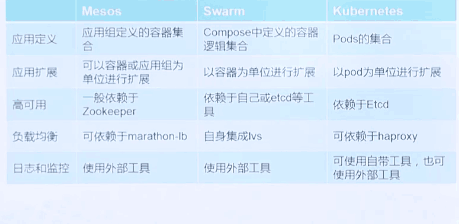 Mesos Swarm Kubernetes
应用定义 应用组定义的容器集合 Compose中定义的容器逻辑集合 Pods的集合
应用扩展 可以容器或应用组为单位进行扩展 以容器为单位进行扩展 以pod为单位进行扩展
高可用 一般依赖于Zookeeper 依赖于自己或etcd等工具 依赖于Etcd
负载均衡 可依赖于marathon-lb 自身集成lvs 可依赖于haproxy
日志和监控 使用外部工具 使用外部工具 可使用自带工具，也可使用外部工具